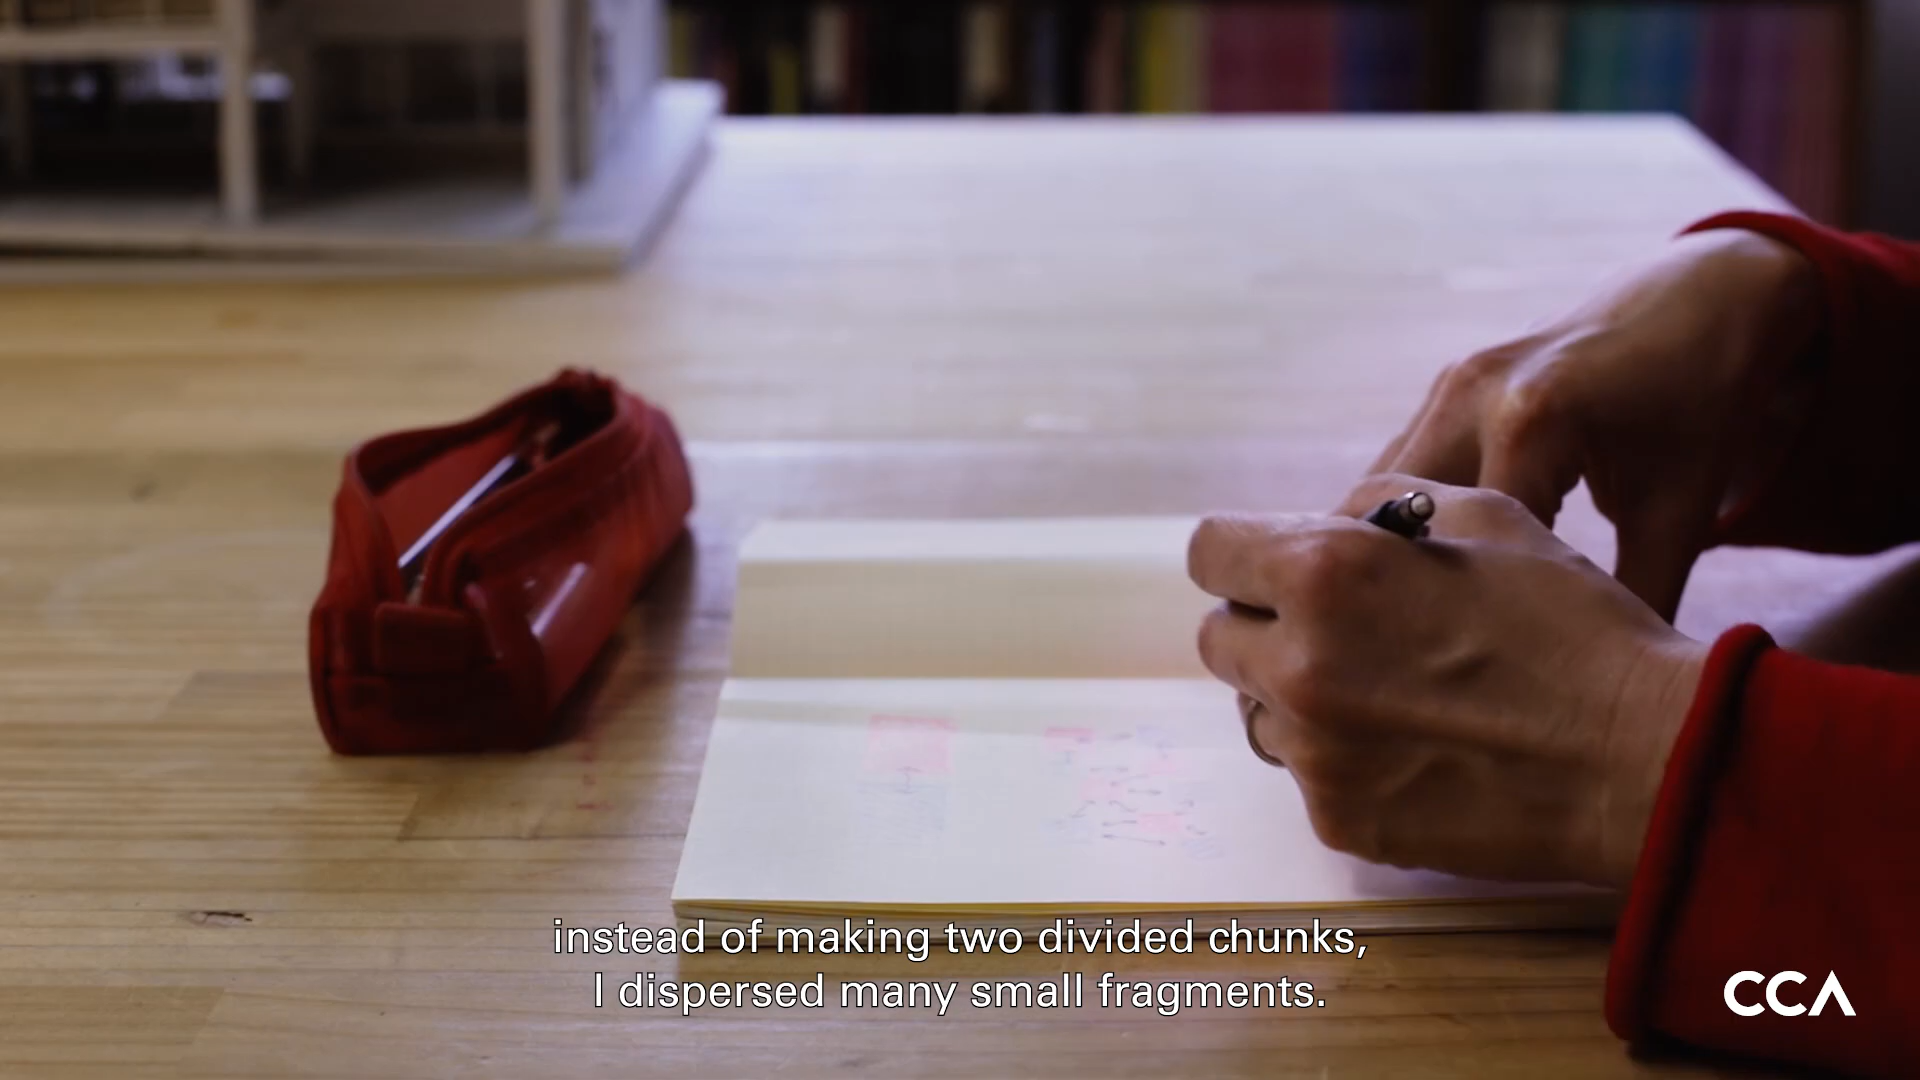 instead of making two divided chunks,
I dispersed many small fragments.
CCA